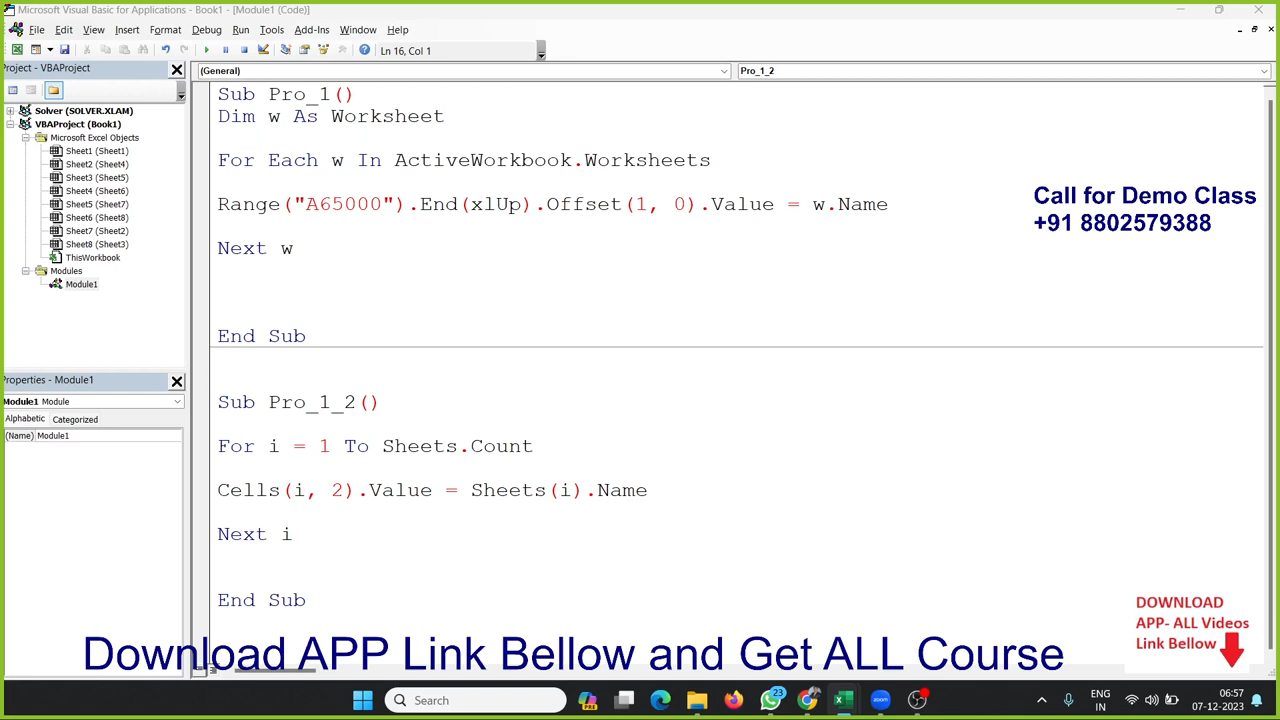 Microsoft Visual Basic for Applications - Book1 - [Module1 (Code)]
File Edit View Insert Format Debug Run Tools Add-Ins Window Help
Ln 16, Col 1
Project - VBAProject
(General)
Pro_1_2
Solver (SOLVER.XLAM)
VBAProject (Book1)
Microsoft Excel Objects
Sheet1 (Sheet1)
Sheet2 (Sheet4)
Sheet3 (Sheet5)
Sheet4 (Sheet6)
Sheet5 (Sheet7)
Sheet6 (Sheet8)
Sheet7 (Sheet2)
Sheet8 (Sheet3)
ThisWorkbook
Modules
Module1
Properties - Module1
Module1 Module
Alphabetic Categorized
(Name) Module1
Sub Pro_1()
Dim w As Worksheet
For Each w In ActiveWorkbook.Worksheets
Range("A65000").End(xlUp).Offset(1, 0).Value = w.Name
Next w
End Sub
Sub Pro_1_2()
For i = 1 To Sheets.Count
Cells(i, 2).Value = Sheets(i).Name
Next i
End Sub
Call for Demo Class
+91 8802579388
DOWNLOAD
APP- ALL Videos
Link Bellow
Download APP Link Bellow and Get ALL Course
Search
PRE
23
ENG
IN
06:57
07-12-2023